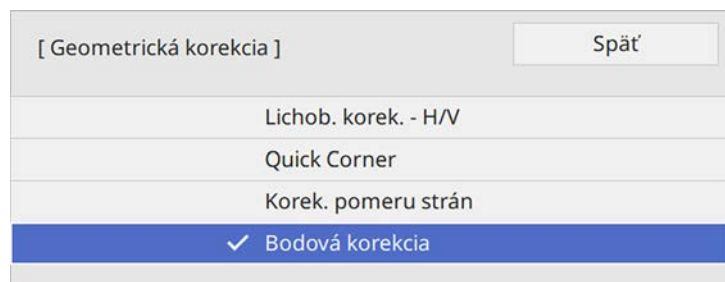 [ Geometrická korekcia ]
Späť
Lichob. korek. - H/V
Quick Corner
Korek. pomeru strán
Bodová korekcia